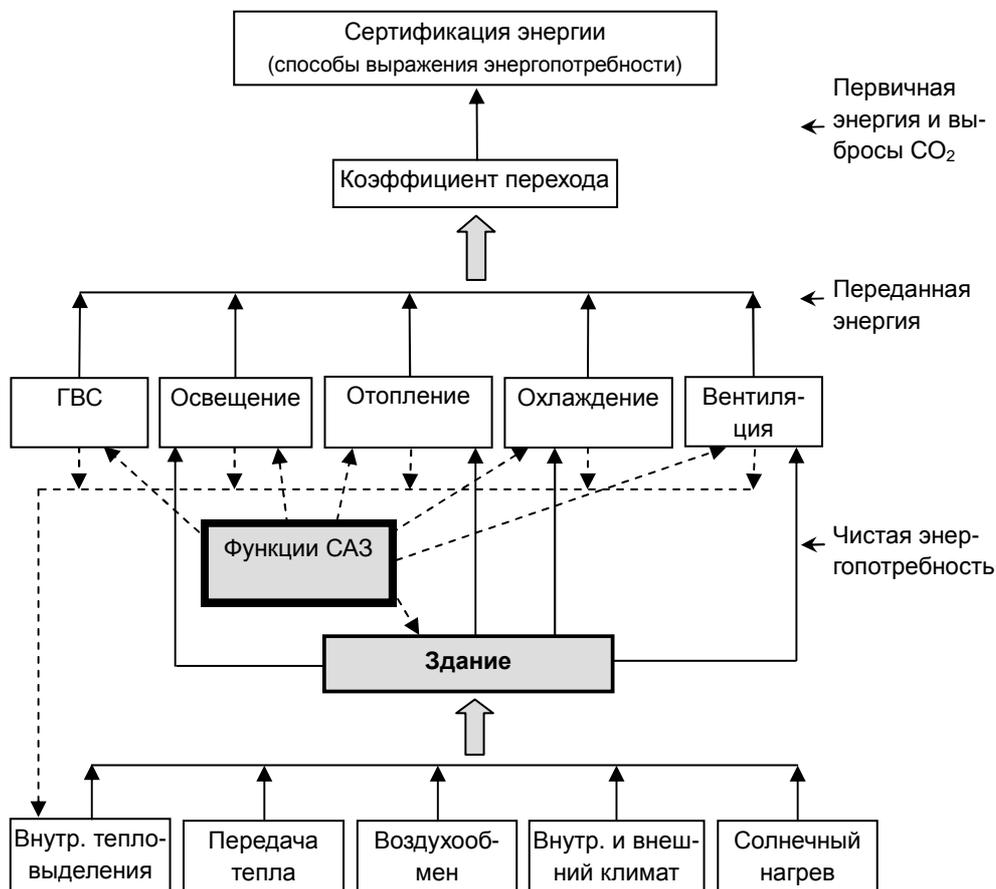 Сертификация энергии
(способы выражения энергопотребности)
Первичная
энергия и вы-
бросы CO₂
Коэффициент перехода
Переданная
энергия
ГВС
Освещение
Отопление
Охлаждение
Вентиля-
ция
Функции САЗ
Чистая энер-
гопотребность
Здание
Внутр. тепло-
выделения
Передача
тепла
Воздухооб-
мен
Внутр. и внеш-
ний климат
Солнечный
нагрев